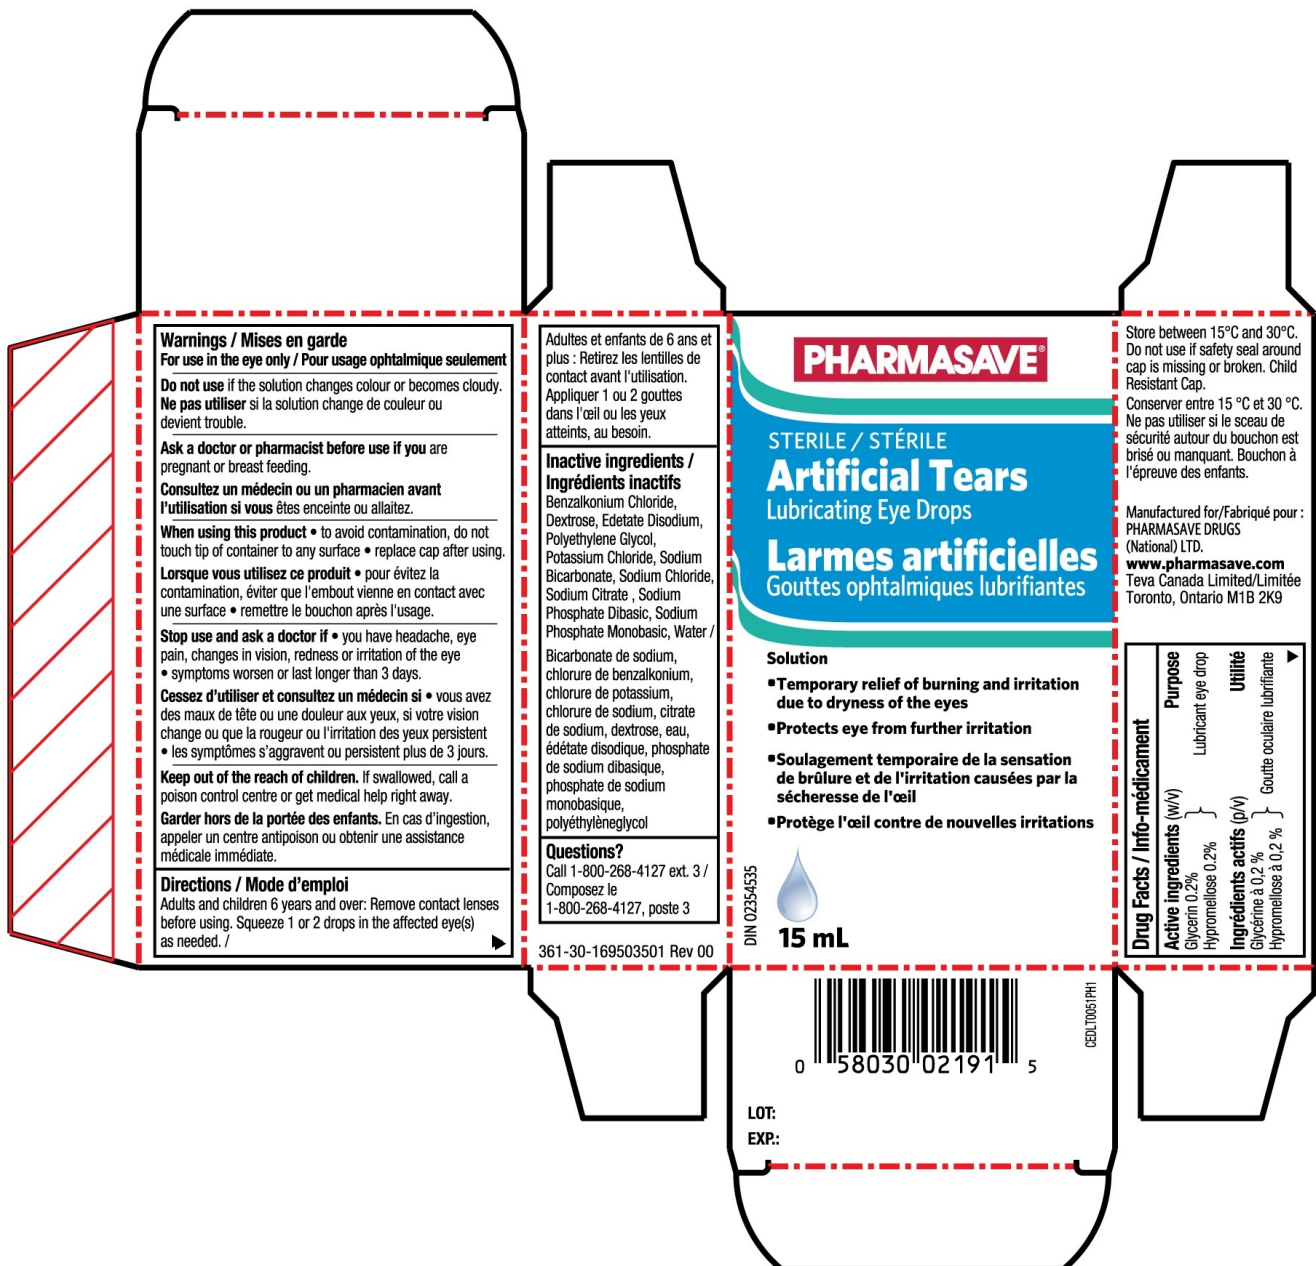 Warnings / Mises en garde
For use in the eye only / Pour usage ophtalmique seulement
Do not use if the solution changes colour or becomes cloudy.
Ne pas utiliser si la solution change de couleur ou
devient trouble.
Ask a doctor or pharmacist before use if you are
pregnant or breast feeding.
Consultez un médecin ou un pharmacien avant
l'utilisation si vous êtes enceinte ou allaitez.
When using this product • to avoid contamination, do not
touch tip of container to any surface • replace cap after using.
Lorsque vous utilisez ce produit • pour évitez la
contamination, éviter que l'embout vienne en contact avec
une surface • remettre le bouchon après l'usage.
Stop use and ask a doctor if • you have headache, eye
pain, changes in vision, redness or irritation of the eye
• symptoms worsen or last longer than 3 days.
Cessez d'utiliser et consultez un médecin si • vous avez
des maux de tête ou une douleur aux yeux, si votre vision
change ou que la rougeur ou l'irritation des yeux persistent
• les symptômes s'aggravent ou persistent plus de 3 jours.
Keep out of the reach of children. If swallowed, call a
poison control centre or get medical help right away.
Garder hors de la portée des enfants. En cas d'ingestion,
appeler un centre antipoison ou obtenir une assistance
médicale immédiate.
Directions / Mode d'emploi
Adults and children 6 years and over: Remove contact lenses
before using. Squeeze 1 or 2 drops in the affected eye(s)
as needed. /
Adultes et enfants de 6 ans et
plus : Retirez les lentilles de
contact avant l'utilisation.
Appliquer 1 ou 2 gouttes
dans l'œil ou les yeux
atteints, au besoin.
Inactive ingredients /
Ingrédients inactifs
Benzalkonium Chloride,
Dextrose, Edetate Disodium,
Polyethylene Glycol,
Potassium Chloride, Sodium
Bicarbonate, Sodium Chloride,
Sodium Citrate , Sodium
Phosphate Dibasic, Sodium
Phosphate Monobasic, Water /
Bicarbonate de sodium,
chlorure de benzalkonium,
chlorure de potassium,
chlorure de sodium, citrate
de sodium, dextrose, eau,
édétate disodique, phosphate
de sodium dibasique,
phosphate de sodium
monobasique,
polyéthylèneglycol
Questions?
Call 1-800-268-4127 ext. 3 /
Composez le
1-800-268-4127, poste 3
361-30-169503501 Rev 00
PHARMASAVE®
STERILE / STÉRILE
Artificial Tears
Lubricating Eye Drops
Larmes artificielles
Gouttes ophtalmiques lubrifiantes
Solution
▪Temporary relief of burning and irritation
due to dryness of the eyes
▪Protects eye from further irritation
▪Soulagement temporaire de la sensation
de brûlure et de l'irritation causées par la
sécheresse de l'œil
▪Protège l'œil contre de nouvelles irritations
DIN 02354535
15 mL
0 58030 02191 5
CEDLT0051PH1
LOT:
EXP.:
Store between 15°C and 30°C.
Do not use if safety seal around
cap is missing or broken. Child
Resistant Cap.
Conserver entre 15 °C et 30 °C.
Ne pas utiliser si le sceau de
sécurité autour du bouchon est
brisé ou manquant. Bouchon à
l'épreuve des enfants.
Manufactured for/Fabriqué pour :
PHARMASAVE DRUGS
(National) LTD.
www.pharmasave.com
Teva Canada Limited/Limitée
Toronto, Ontario M1B 2K9
Drug Facts / Info-médicament
Active ingredients (w/v) Purpose
Glycerin 0.2%
Hypromellose 0.2% } Lubricant eye drop
Ingrédients actifs (p/v) Utilité
Glycérine à 0,2 %
Hypromellose à 0,2 % } Goutte oculaire lubrifiante